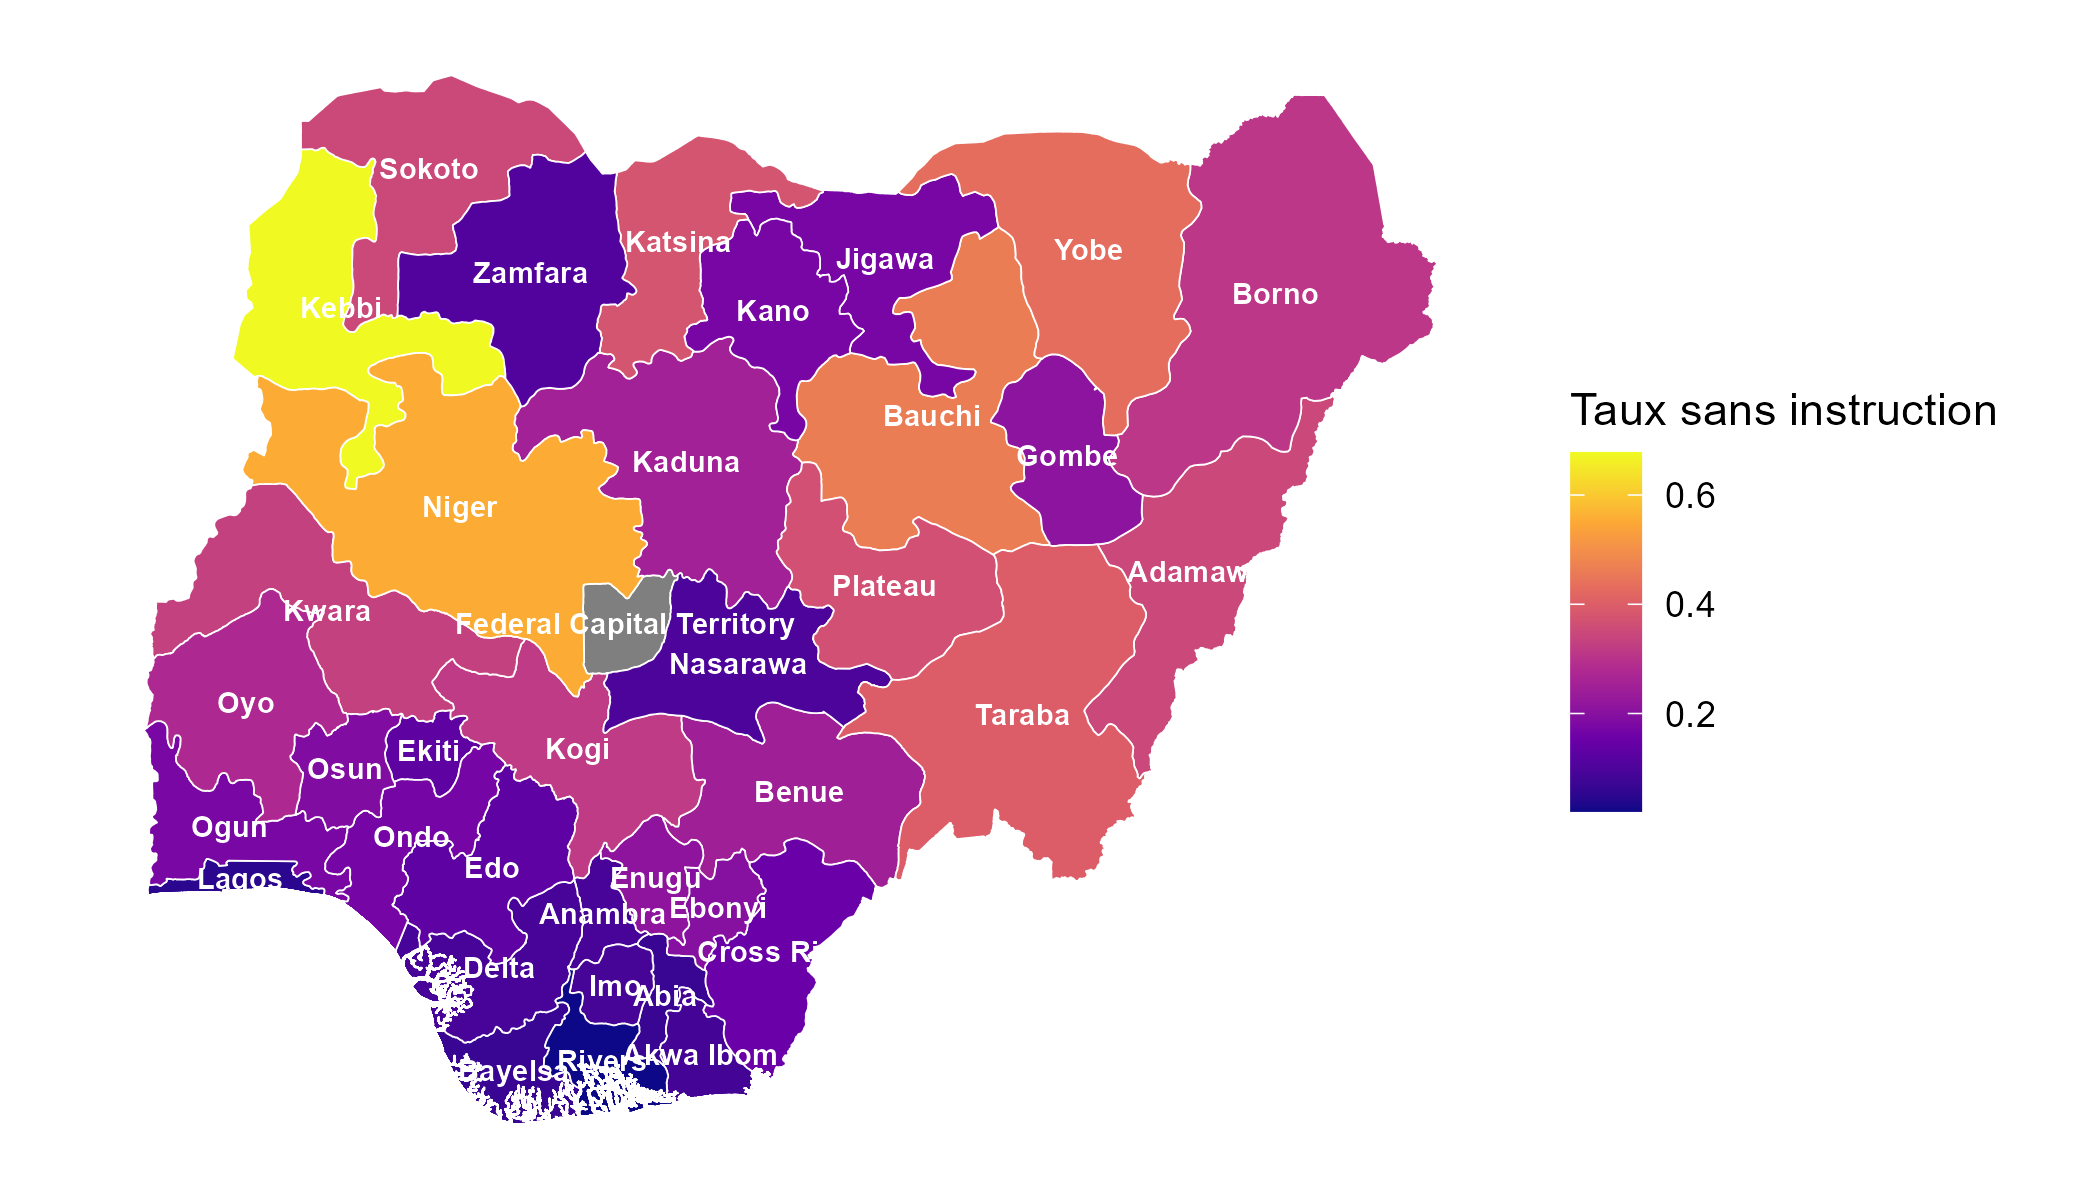 Sokoto
Katsina
Zamfara
Jigawa
Yobe
Kebbi
Kano
Borno
Bauchi
Kaduna
Gombe
Niger
Adamaw
Plateau
Kwara
Federal Capital Territory
Nasarawa
Oyo
Taraba
Kogi
Ekiti
Osun
Benue
Ogun
Ondo
Edo
Lagos
Enugu
Anambra
Ebonyi
Cross Ri
Delta
Imo
Abia
Rivers
Akwa Ibom
Bayelsa
Taux sans instruction
0.6
0.4
0.2